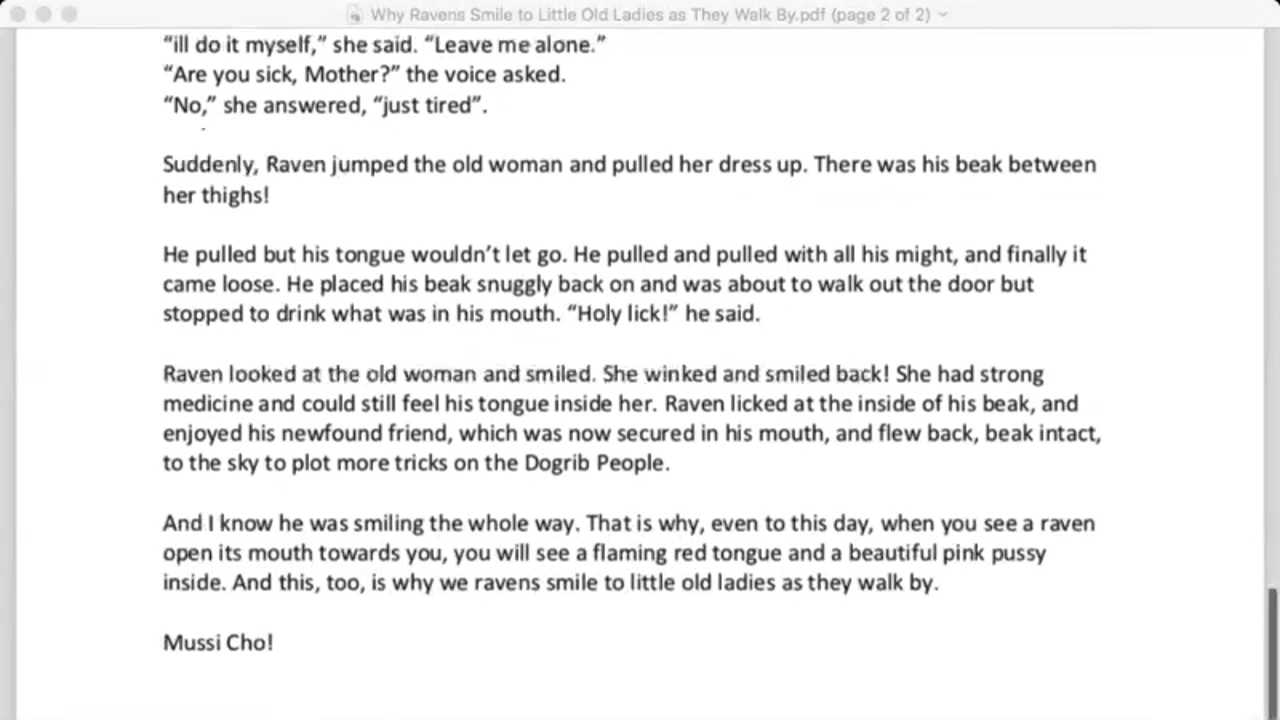 Why Ravens Smile to Little Old Ladies as They Walk By.pdf (page 2 of 2)
“ill do it myself,” she said. “Leave me alone.”
“Are you sick, Mother?” the voice asked.
“No,” she answered, “just tired”.
Suddenly, Raven jumped the old woman and pulled her dress up. There was his beak between
her thighs!
He pulled but his tongue wouldn’t let go. He pulled and pulled with all his might, and finally it
came loose. He placed his beak snuggly back on and was about to walk out the door but
stopped to drink what was in his mouth. “Holy lick!” he said.
Raven looked at the old woman and smiled. She winked and smiled back! She had strong
medicine and could still feel his tongue inside her. Raven licked at the inside of his beak, and
enjoyed his newfound friend, which was now secured in his mouth, and flew back, beak intact,
to the sky to plot more tricks on the Dogrib People.
And I know he was smiling the whole way. That is why, even to this day, when you see a raven
open its mouth towards you, you will see a flaming red tongue and a beautiful pink pussy
inside. And this, too, is why we ravens smile to little old ladies as they walk by.
Mussi Cho!